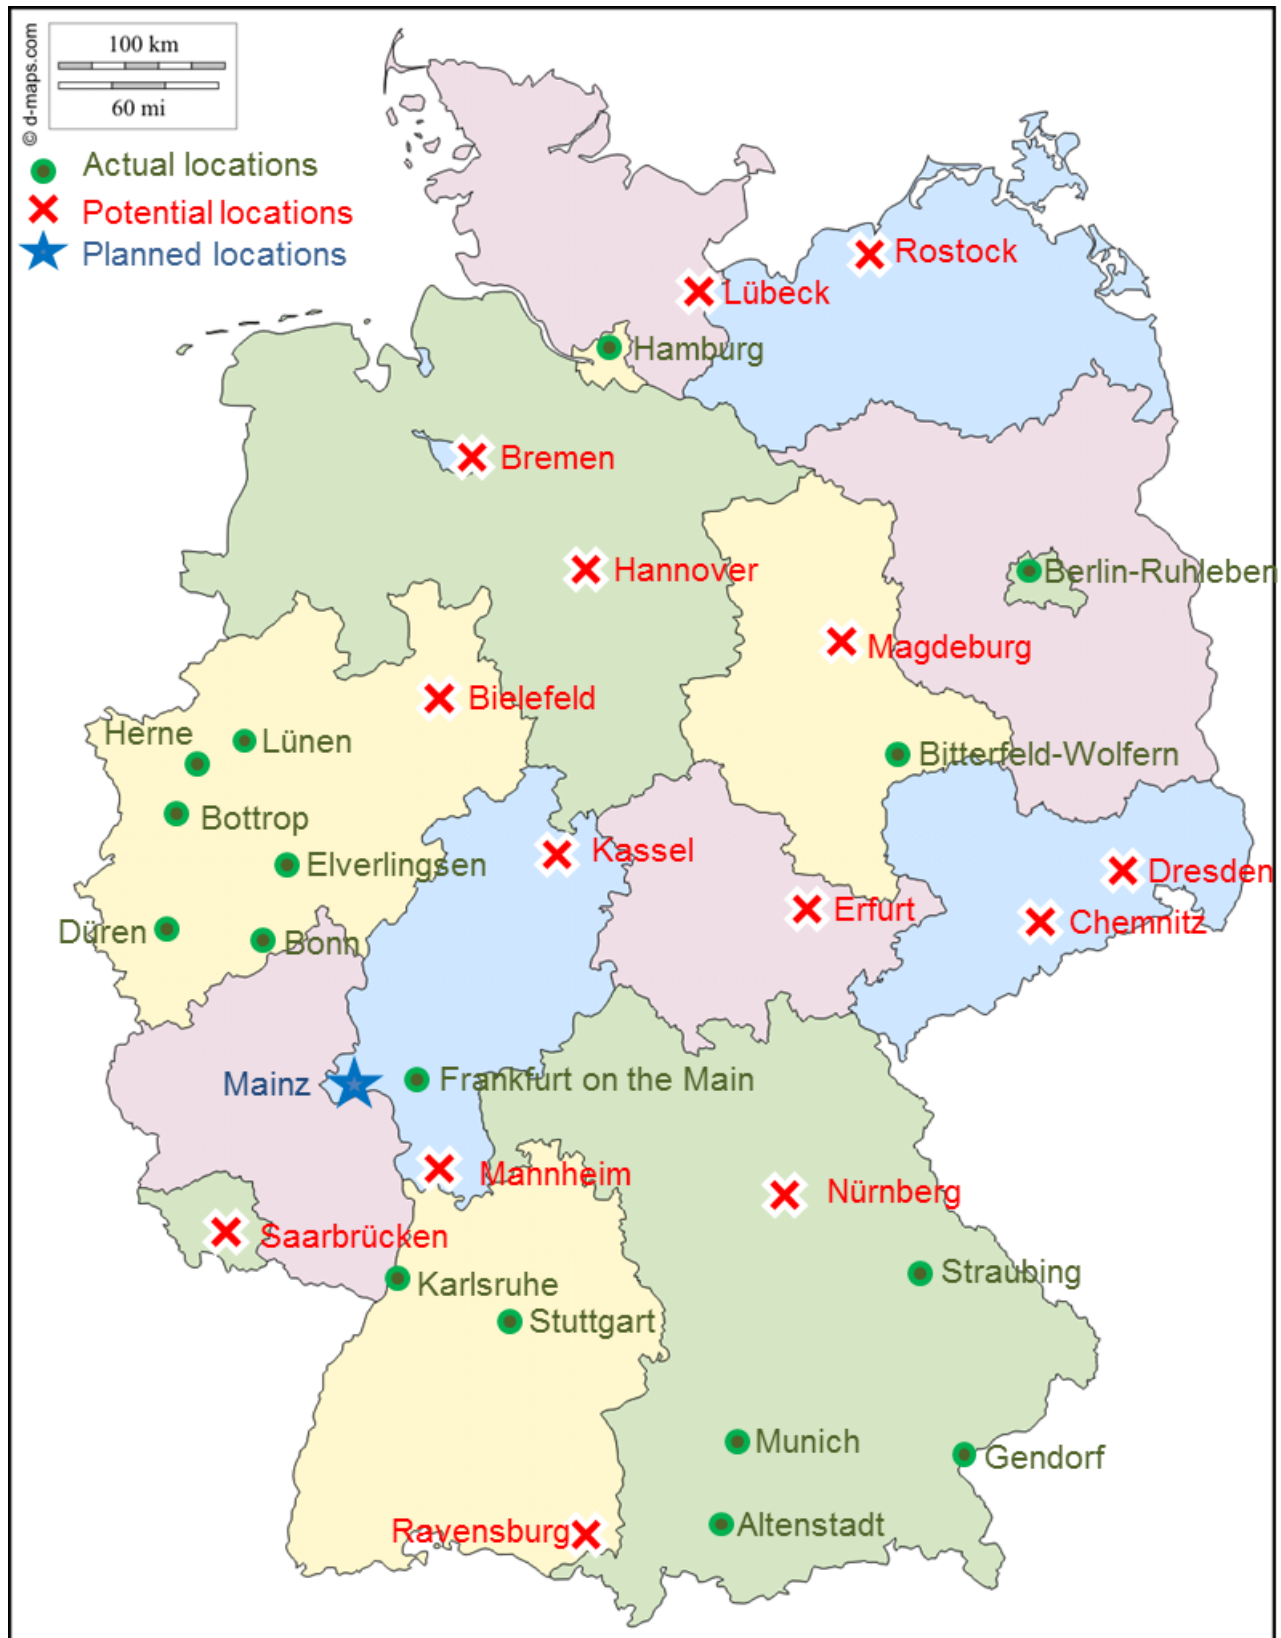 100 km
60 mi
© d-maps.com
Actual locations
Potential locations
Planned locations
Rostock
Lübeck
Hamburg
Bremen
Hannover
Berlin-Ruhleben
Magdeburg
Bielefeld
Herne
Lünen
Bitterfeld-Wolfern
Bottrop
Kassel
Elverlingsen
Dresden
Erfurt
Chemnitz
Düren
Bonn
Mainz
Frankfurt on the Main
Mannheim
Nürnberg
Saarbrücken
Straubing
Karlsruhe
Stuttgart
Munich
Gendorf
Ravensburg
Altenstadt